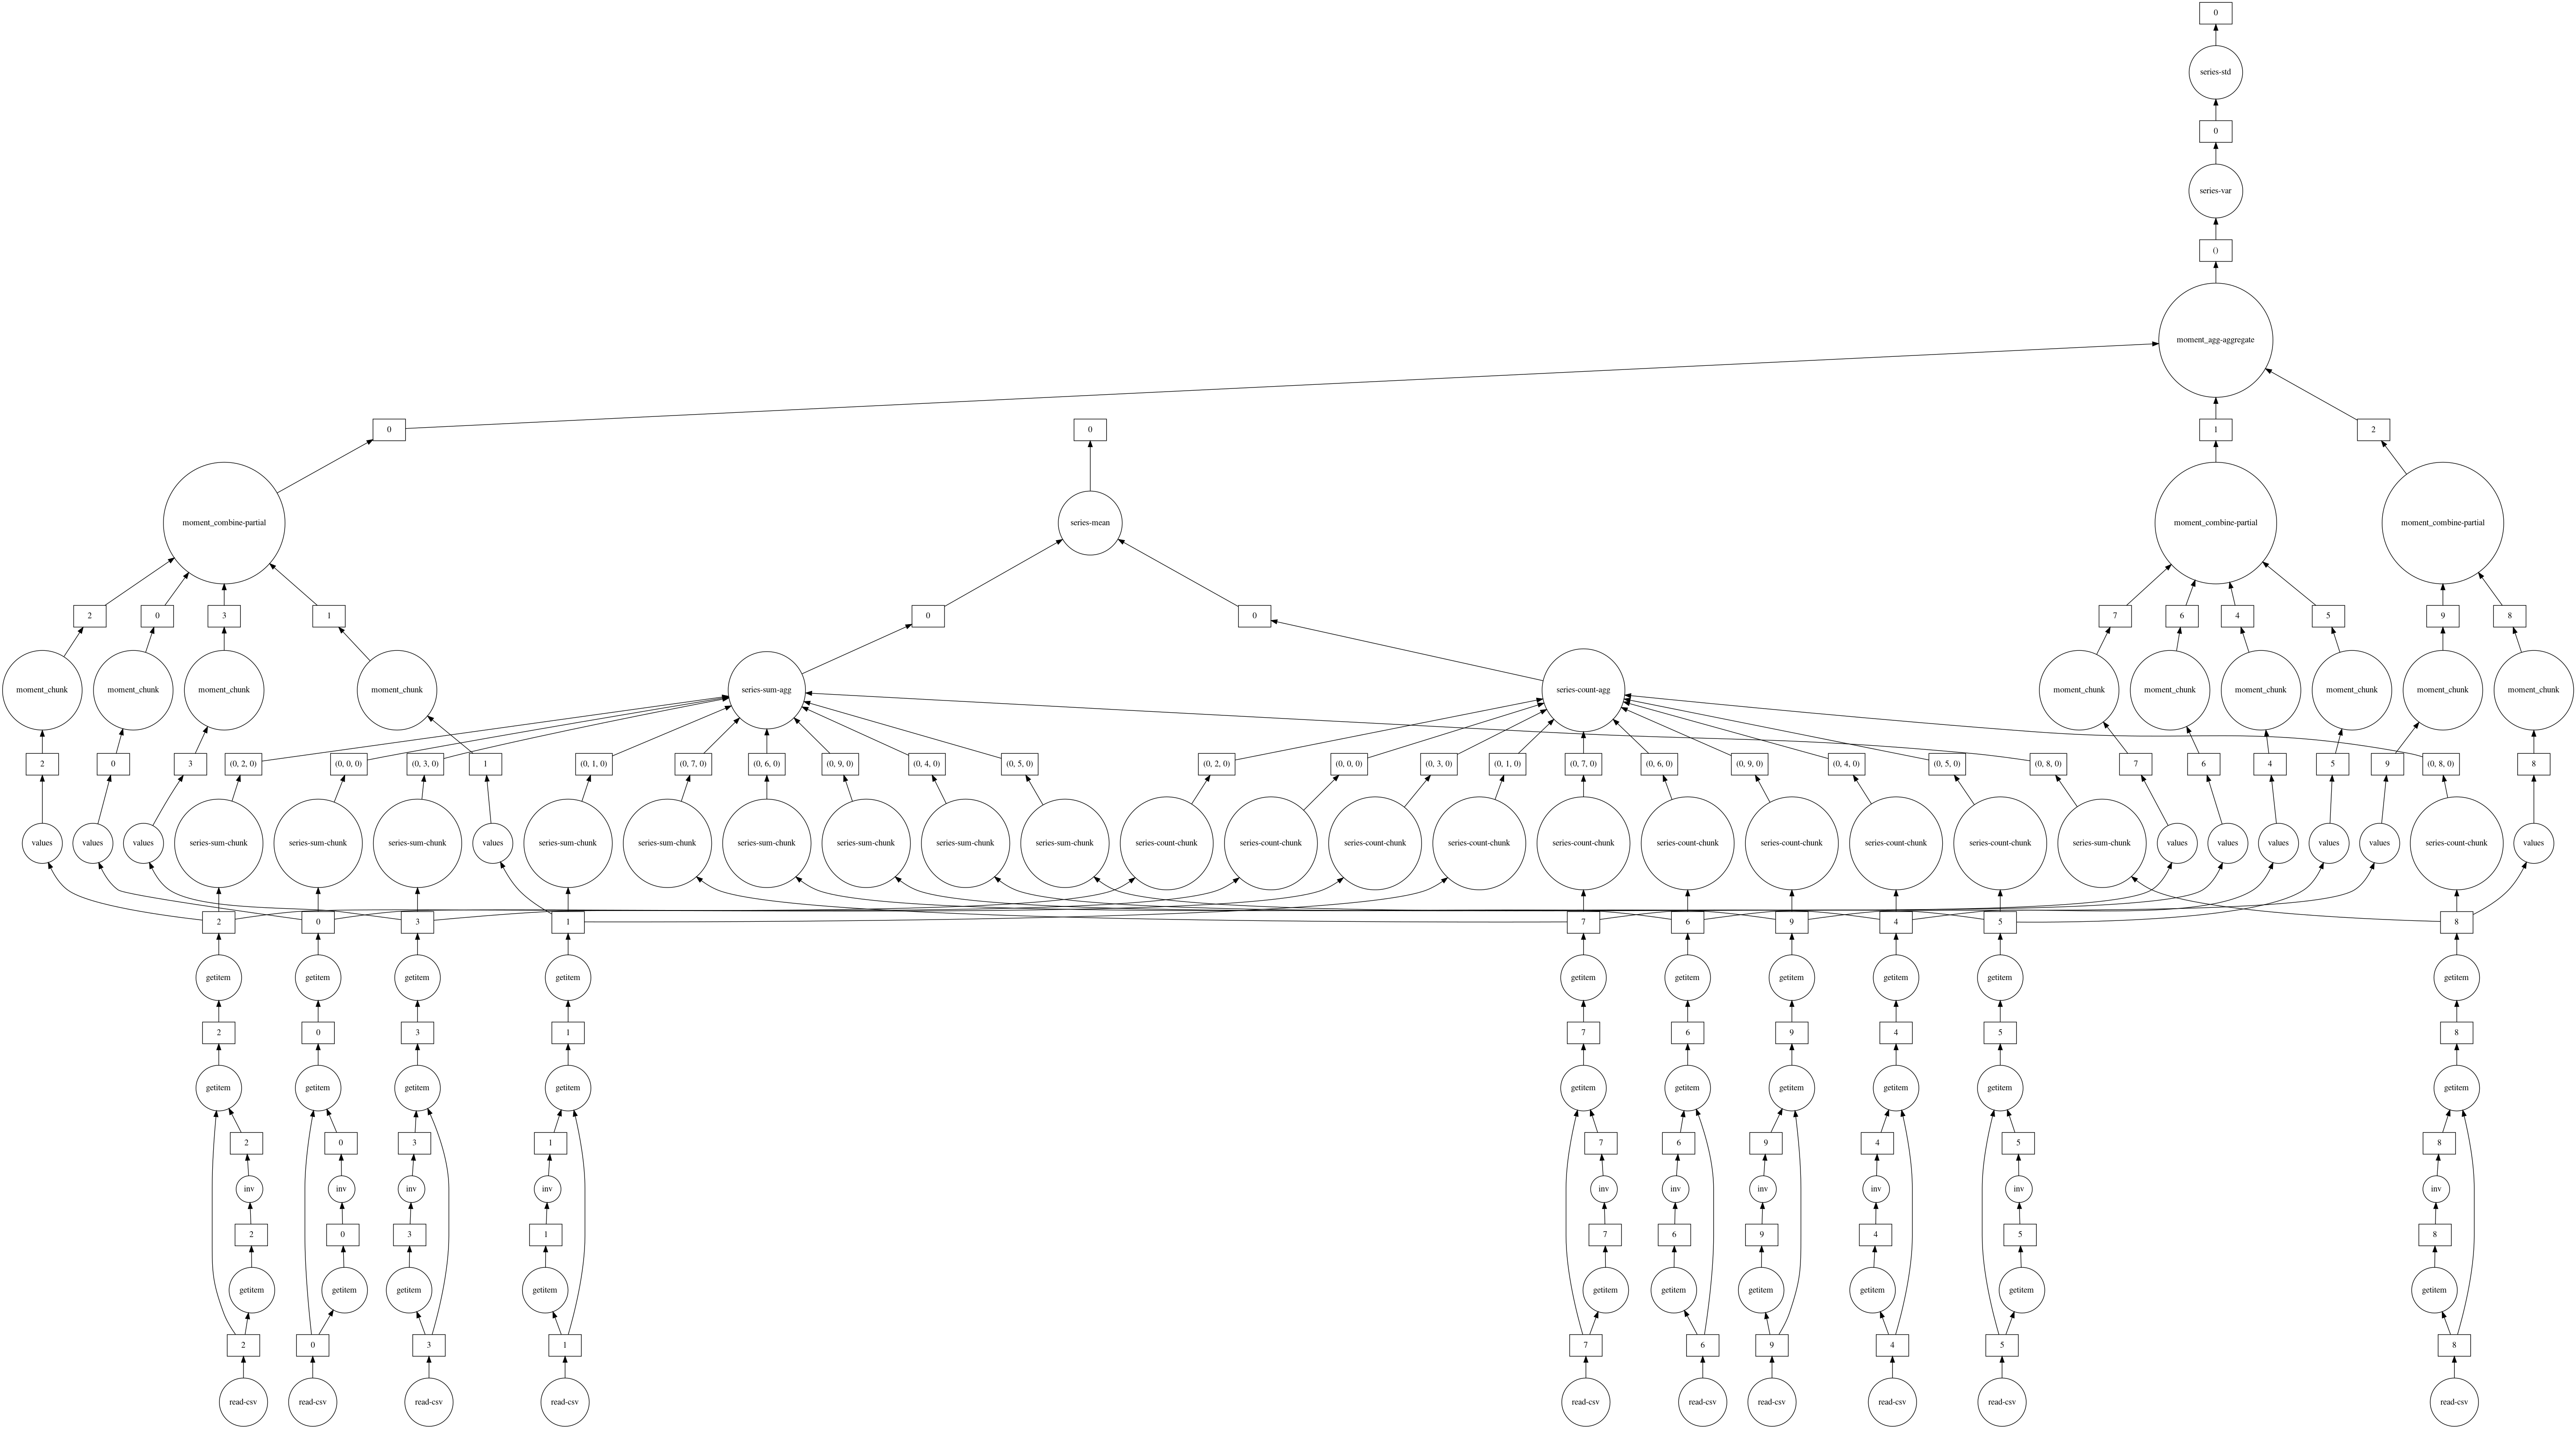 0
series-std
0
series-var
()
moment_agg-aggregate
0 0 1 2
moment_combine-partial series-mean moment_combine-partial moment_combine-partial
2 0 3 1 0 0 7 6 4 5 9 8
moment_chunk moment_chunk moment_chunk moment_chunk series-sum-agg series-count-agg moment_chunk moment_chunk moment_chunk moment_chunk moment_chunk moment_chunk
2 0 3 (0, 2, 0) (0, 0, 0) (0, 3, 0) 1 (0, 1, 0) (0, 7, 0) (0, 6, 0) (0, 9, 0) (0, 4, 0) (0, 5, 0) (0, 2, 0) (0, 0, 0) (0, 3, 0) (0, 1, 0) (0, 7, 0) (0, 6, 0) (0, 9, 0) (0, 4, 0) (0, 5, 0) (0, 8, 0) 7 6 4 5 9 (0, 8, 0) 8
values values values series-sum-chunk series-sum-chunk series-sum-chunk values series-sum-chunk series-sum-chunk series-sum-chunk series-sum-chunk series-sum-chunk series-sum-chunk series-count-chunk series-count-chunk series-count-chunk series-count-chunk series-count-chunk series-count-chunk series-count-chunk series-count-chunk series-count-chunk series-sum-chunk values values values values values series-count-chunk values
2 0 3 1 7 6 9 4 5 8
getitem getitem getitem getitem getitem getitem getitem getitem getitem getitem
2 0 3 1 7 6 9 4 5 8
getitem getitem getitem getitem getitem getitem getitem getitem getitem getitem
2 0 3 1 7 6 9 4 5 8
inv inv inv inv inv inv inv inv inv inv
2 0 3 1 7 6 9 4 5 8
getitem getitem getitem getitem getitem getitem getitem getitem getitem getitem
2 0 3 1 7 6 9 4 5 8
read-csv read-csv read-csv read-csv read-csv read-csv read-csv read-csv read-csv read-csv